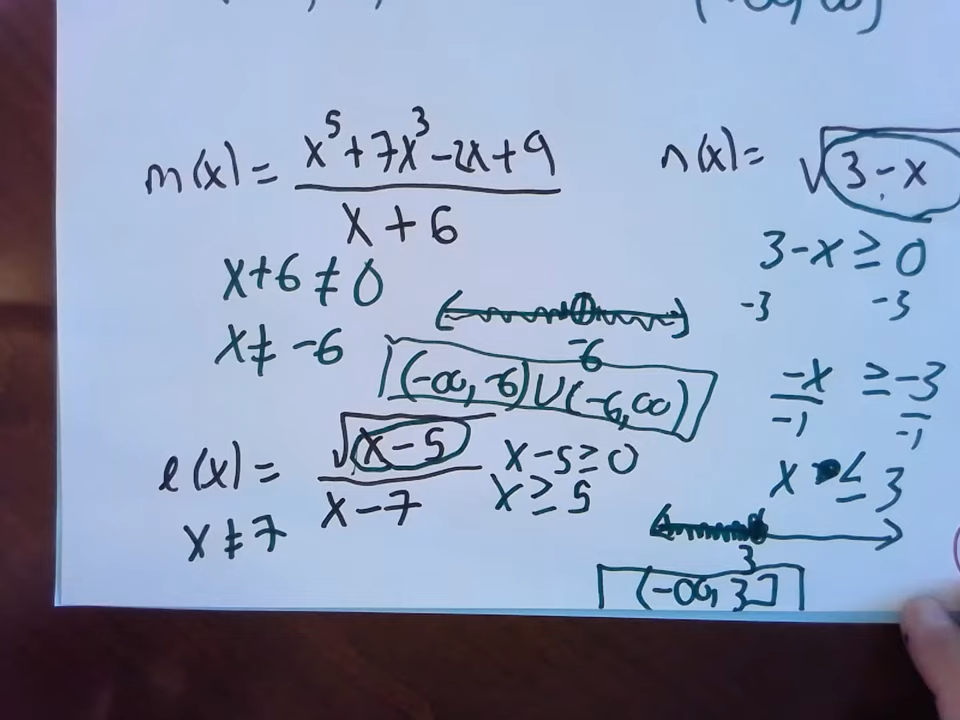 (-∞, ∞)
m(x) = (x^5 + 7x^3 - 2x + 9) / (x + 6)
x + 6 ≠ 0
x ≠ -6
-6
(-∞, -6) U (-6, ∞)
n(x) = √(3 - x)
3 - x ≥ 0
-3 -3
-x ≥ -3
-1 -1
x ≤ 3
3
(-∞, 3]
l(x) = √(x - 5) / (x - 7)
x - 5 ≥ 0
x ≥ 5
x ≠ 7